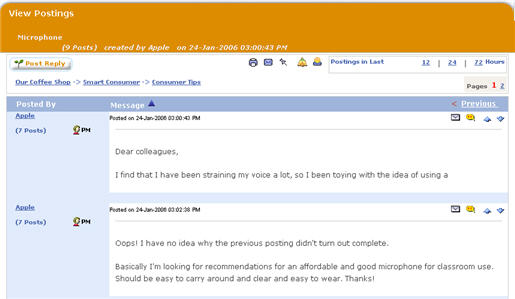 View Postings
Microphone
(9 Posts) created by Apple on 24-Jan-2006 03:00:43 PM
Post Reply
Postings in Last 12 | 24 | 72 Hours
Our Coffee Shop -> Smart Consumer -> Consumer Tips
Pages 1 2
Posted By Message < Previous
Apple Posted on 24-Jan-2006 03:00:43 PM
(7 Posts) PM
Dear colleagues,
I find that I have been straining my voice a lot, so I been toying with the idea of using a
Apple Posted on 24-Jan-2006 03:02:38 PM
(7 Posts) PM
Oops! I have no idea why the previous posting didn't turn out complete.
Basically I'm looking for recommendations for an affordable and good microphone for classroom use.
Should be easy to carry around and clear and easy to wear. Thanks!